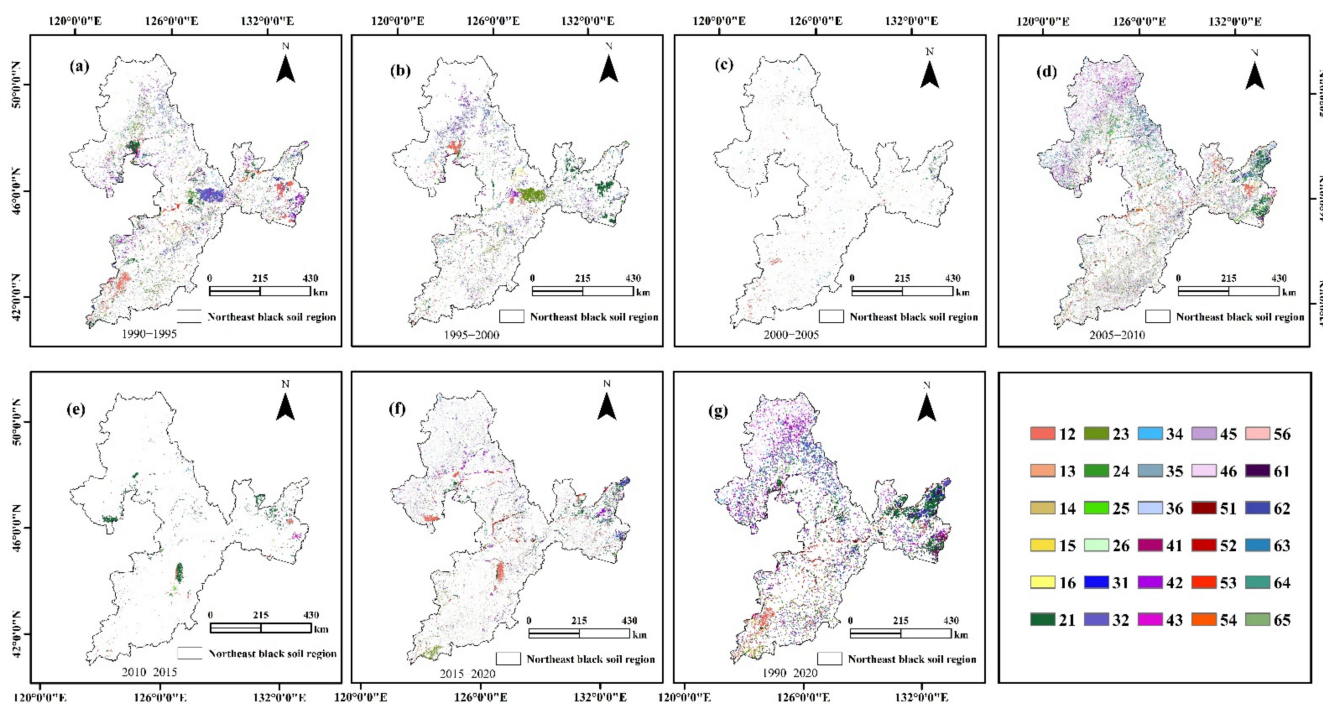 120°0'0"E 126°0'0"E 132°0'0"E 120°0'0"E 126°0'0"E 132°0'0"E 120°0'0"E 126°0'0"E 132°0'0"E
50°0'0"N
46°0'0"N
42°0'0"N
(a)
N
0 215 430
km
Northeast black soil region
1990−1995
(b)
N
0 215 430
km
Northeast black soil region
1995−2000
(c)
N
0 215 430
km
Northeast black soil region
2000−2005
(d)
N
0 215 430
km
Northeast black soil region
2005−2010
46°0'0"N
50°0'0"N
46°0'0"N
42°0'0"N
(e)
N
0 215 430
km
Northeast black soil region
2010 2015
(f)
N
0 215 430
km
Northeast black soil region
2015 2020
(g)
N
0 215 430
km
Northeast black soil region
1990 2020
12 23 34 45 56
13 24 35 46 61
14 25 36 51 62
15 26 41 52 63
16 31 42 53 64
21 32 43 54 65
120°0'0"E 126°0'0"E 132°0'0"E 120°0'0"E 126°0'0"E 132°0'0"E 120°0'0"E 126°0'0"E 132°0'0"E